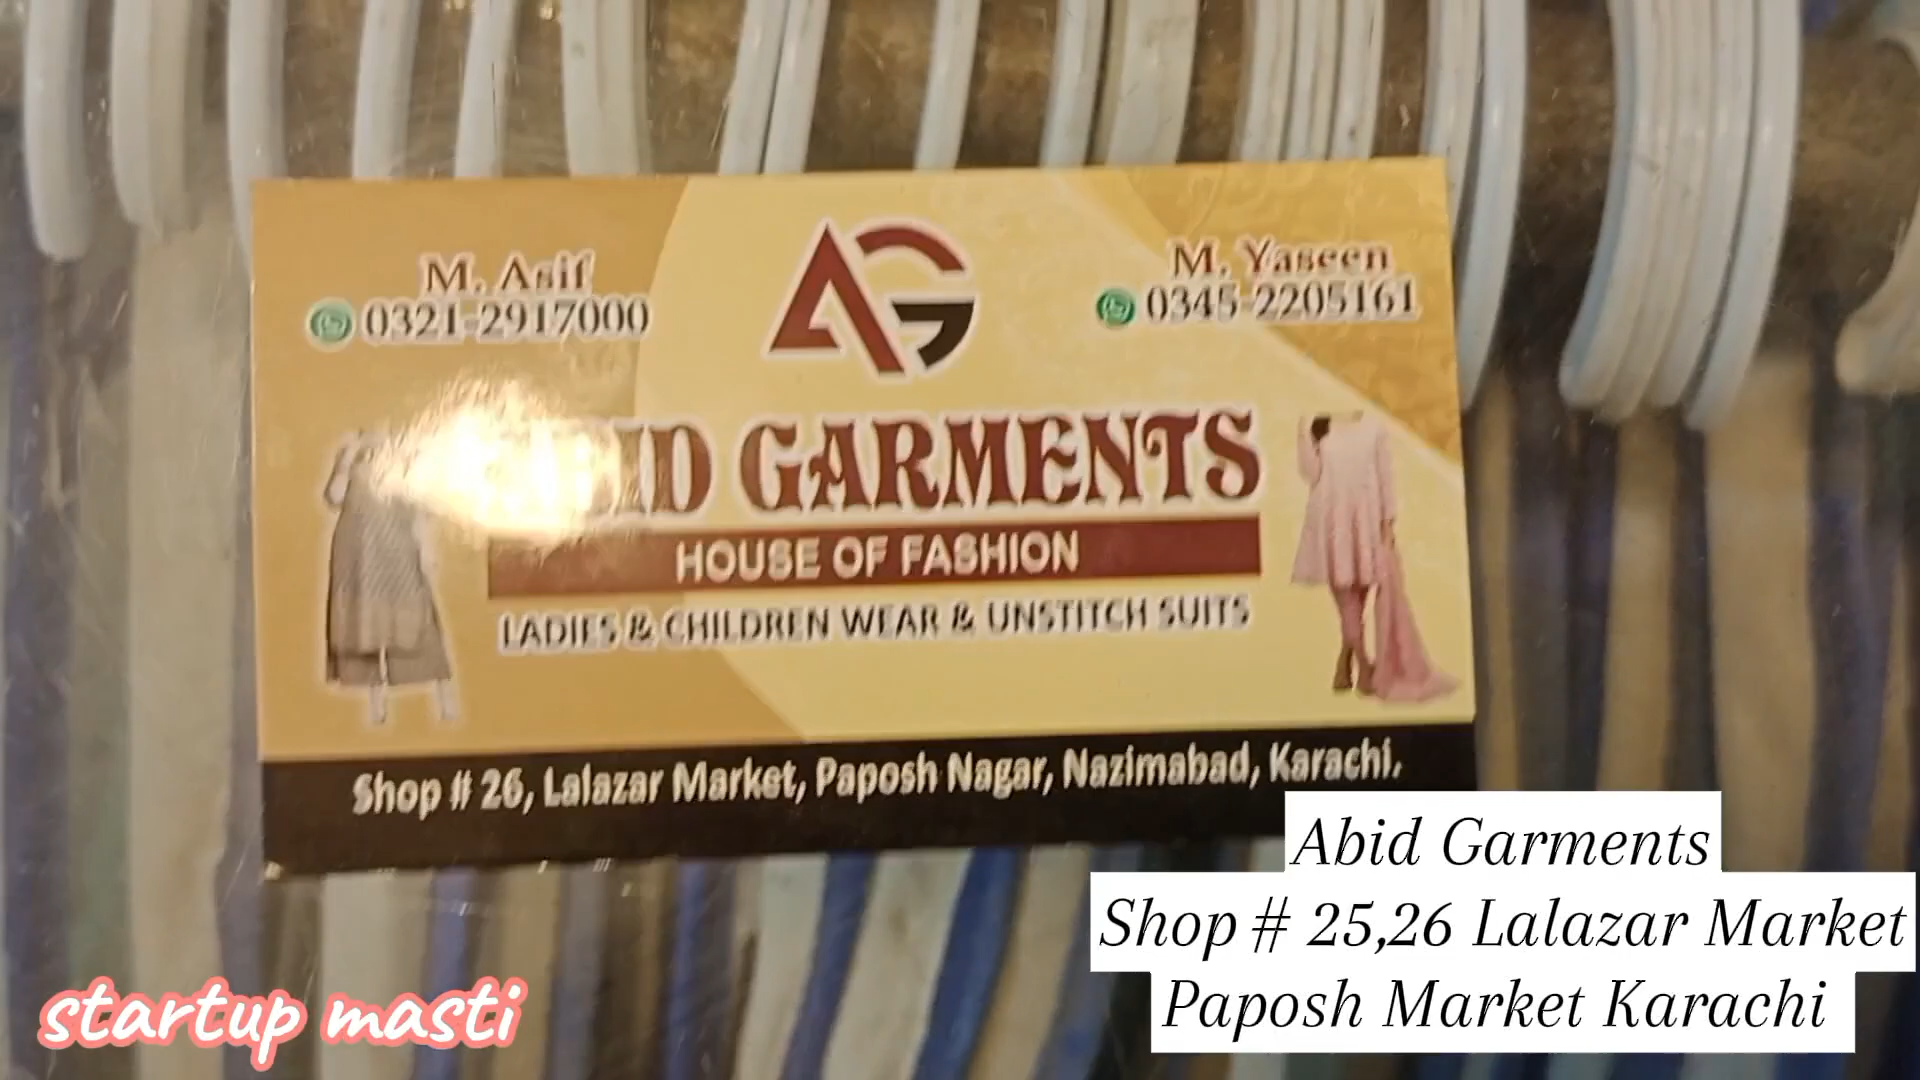 M. Asif
0321-2917000
AG
M. Yaseen
0345-2205161
GARMENTS
HOUSE OF FASHION
LADIES & CHILDREN WEAR & UNSTITCH SUITS
Shop # 26, Lalazar Market, Paposh Nagar, Nazimabad, Karachi.
Abid Garments
Shop # 25,26 Lalazar Market
Paposh Market Karachi
startup masti